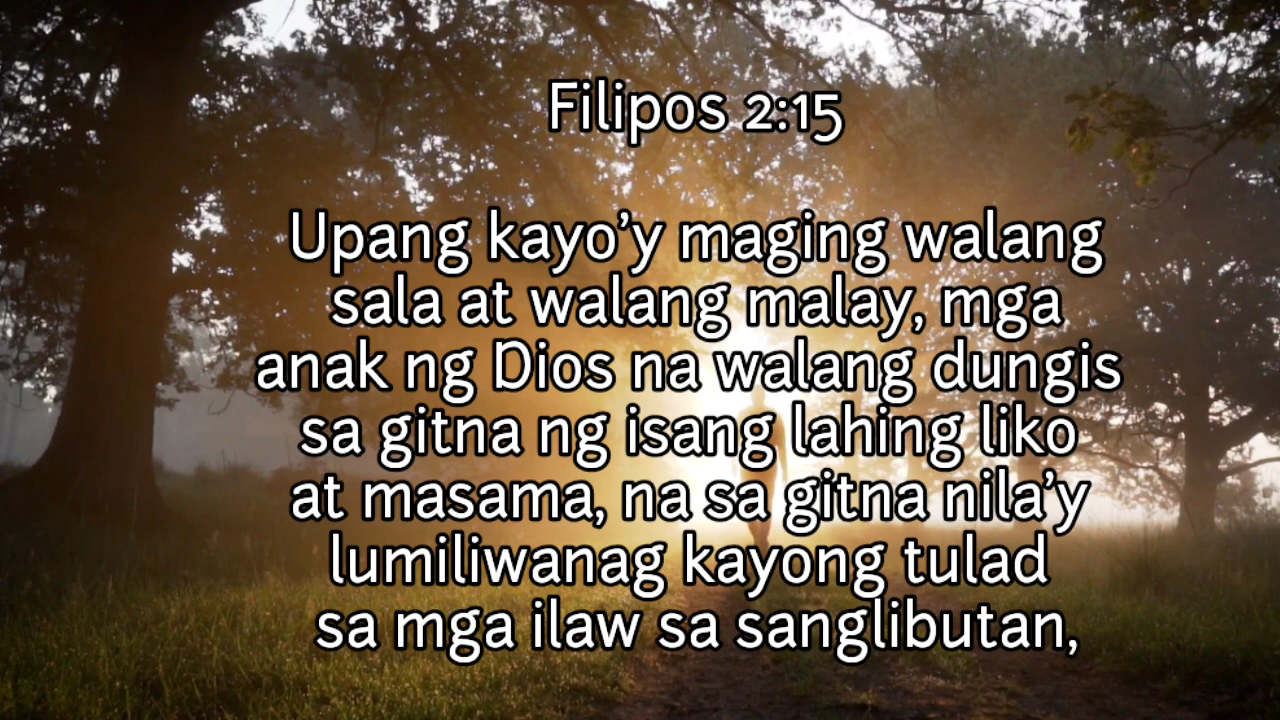 Filipos 2:15
Upang kayo’y maging walang
sala at walang malay, mga
anak ng Dios na walang dungis
sa gitna ng isang lahing liko
at masama, na sa gitna nila’y
lumiliwanag kayong tulad
sa mga ilaw sa sanglibutan,